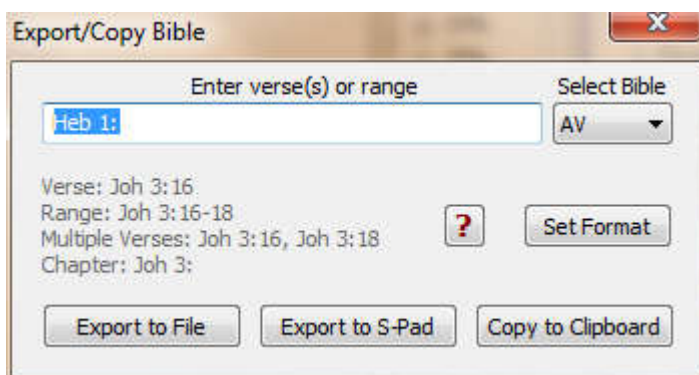 Export/Copy Bible
X
Enter verse(s) or range
Select Bible
Heb 1:
AV
Verse: Joh 3:16
Range: Joh 3:16-18
Multiple Verses: Joh 3:16, Joh 3:18
Chapter: Joh 3:
?
Set Format
Export to File
Export to S-Pad
Copy to Clipboard